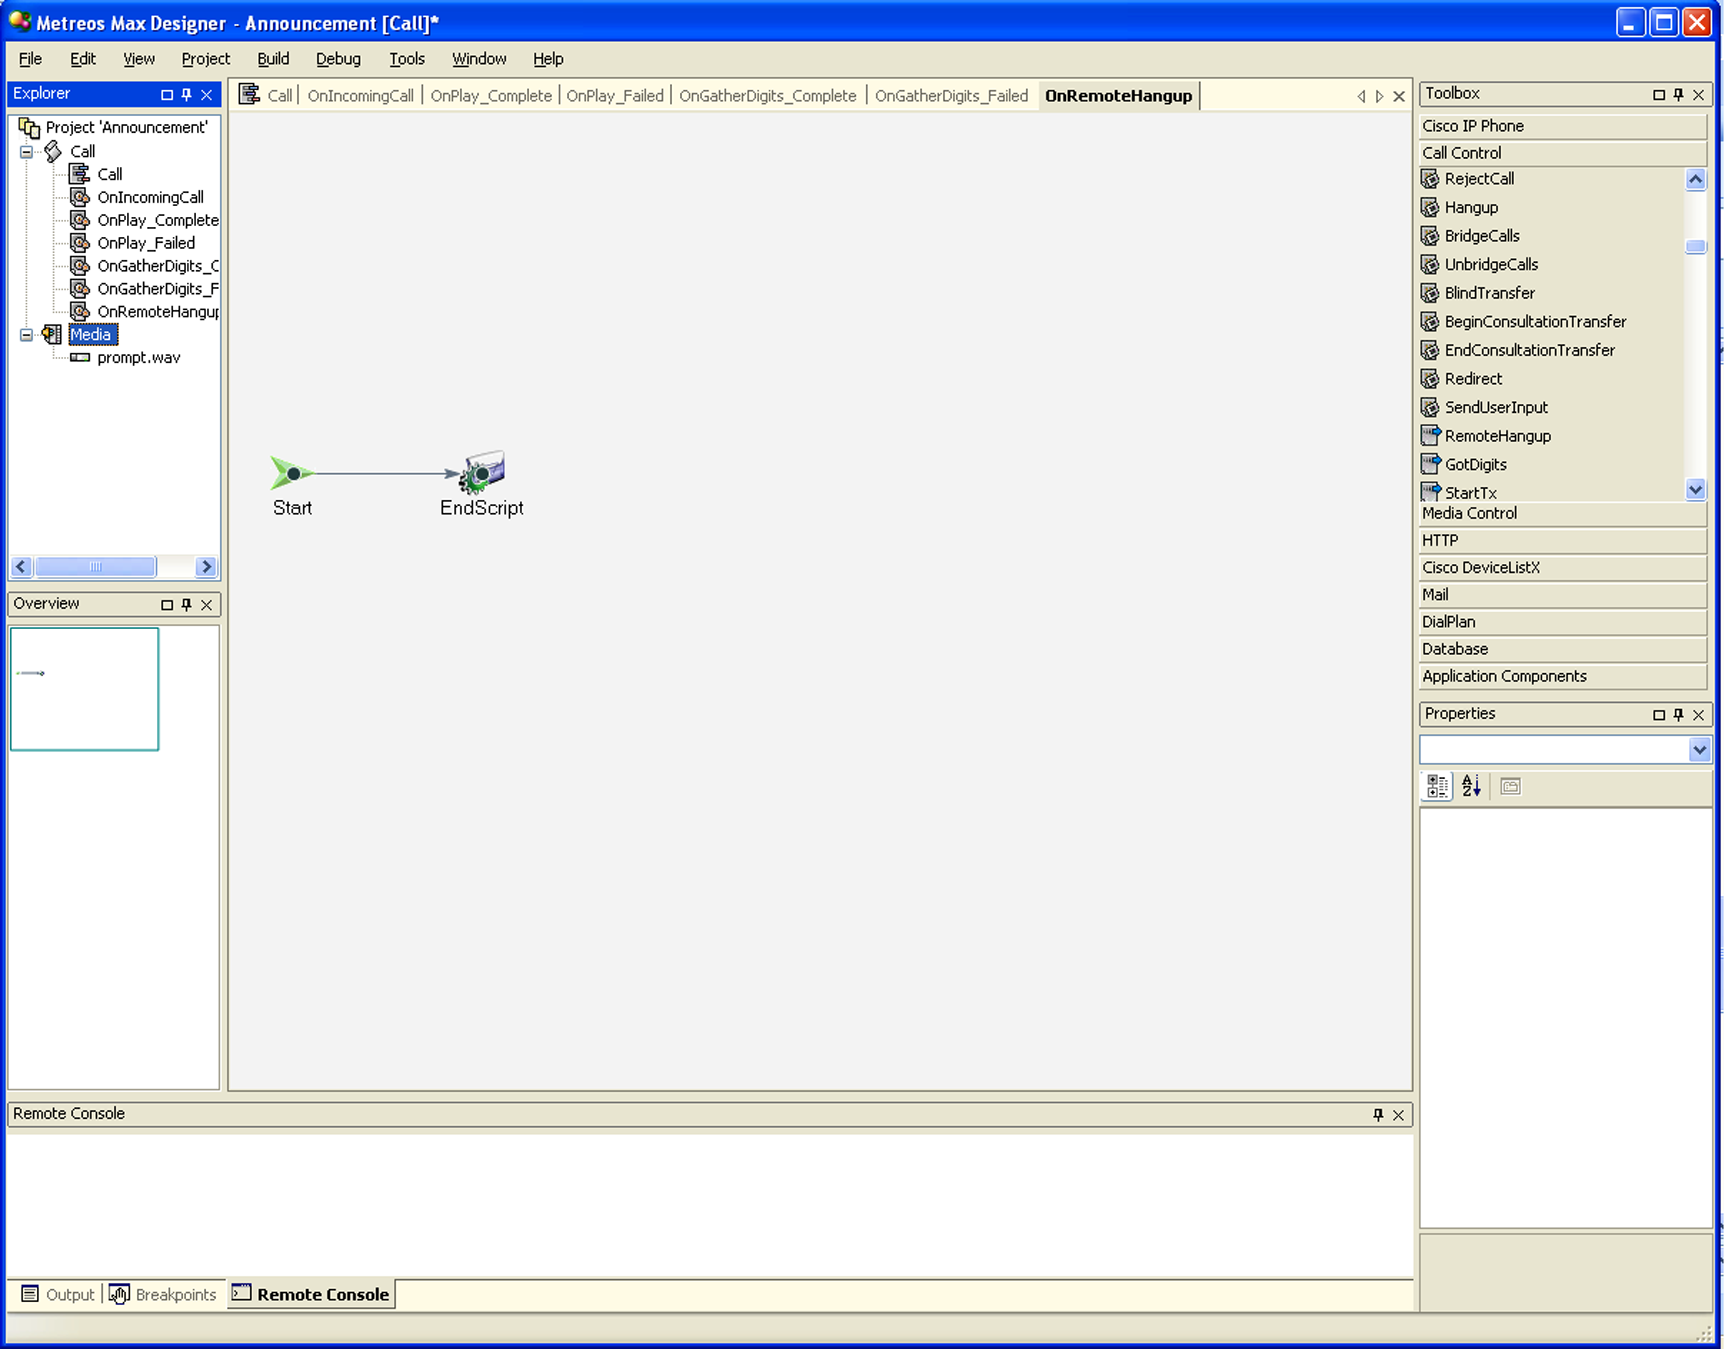 Metreos Max Designer - Announcement [Call]*
File Edit View Project Build Debug Tools Window Help
Explorer
Project 'Announcement'
Call
Call
OnIncomingCall
OnPlay_Complete
OnPlay_Failed
OnGatherDigits_C
OnGatherDigits_F
OnRemoteHangup
Media
prompt.wav
Overview
Call OnIncomingCall OnPlay_Complete OnPlay_Failed OnGatherDigits_Complete OnGatherDigits_Failed OnRemoteHangup
Start
EndScript
Toolbox
Cisco IP Phone
Call Control
RejectCall
Hangup
BridgeCalls
UnbridgeCalls
BlindTransfer
BeginConsultationTransfer
EndConsultationTransfer
Redirect
SendUserInput
RemoteHangup
GotDigits
StartTx
Media Control
HTTP
Cisco DeviceListX
Mail
DialPlan
Database
Application Components
Properties
Remote Console
Output Breakpoints Remote Console